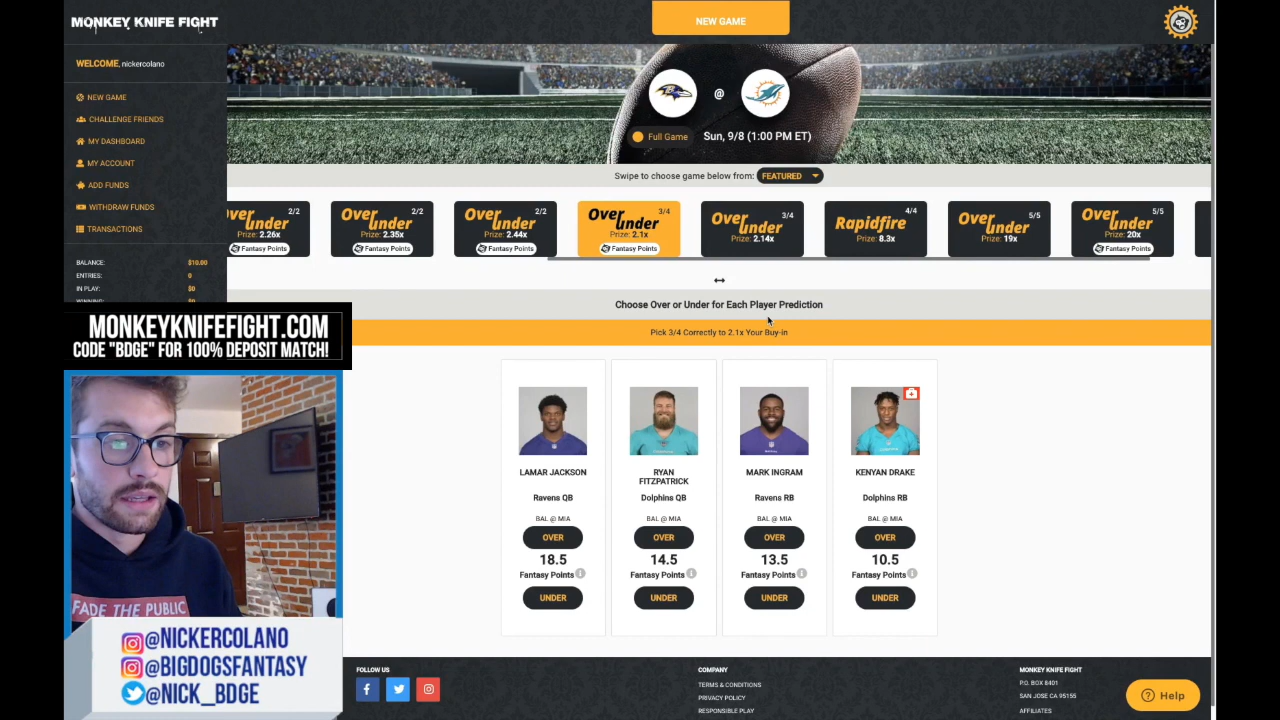 MONKEY KNIFE FIGHT
NEW GAME
WELCOME, nickercolano
NEW GAME
CHALLENGE FRIENDS
MY DASHBOARD
MY ACCOUNT
ADD FUNDS
WITHDRAW FUNDS
TRANSACTIONS
BALANCE: $10.00
ENTRIES: 0
IN PLAY: $0
@
Full Game Sun, 9/8 (1:00 PM ET)
Swipe to choose game below from: FEATURED
Over under 2/2 Prize: 2.26x Fantasy Points
Over under 2/2 Prize: 2.35x Fantasy Points
Over under 2/2 Prize: 2.44x Fantasy Points
Over under 3/4 Prize: 2.1x Fantasy Points
Over under 3/4 Prize: 2.14x
Rapidfire 4/4 Prize: 8.3x
Over under 5/5 Prize: 19x
Over under 5/5 Prize: 20x Fantasy Points
Choose Over or Under for Each Player Prediction
Pick 3/4 Correctly to 2.1x Your Buy-in
MONKEYKNIFEFIGHT.COM
CODE "BDGE" FOR 100% DEPOSIT MATCH!
LAMAR JACKSON
Ravens QB
BAL @ MIA
OVER
18.5
Fantasy Points
UNDER
RYAN
FITZPATRICK
Dolphins QB
BAL @ MIA
OVER
14.5
Fantasy Points
UNDER
MARK INGRAM
Ravens RB
BAL @ MIA
OVER
13.5
Fantasy Points
UNDER
KENYAN DRAKE
Dolphins RB
BAL @ MIA
OVER
10.5
Fantasy Points
UNDER
FADE THE PUBLIC
@NICKERCOLANO
@BIGDOGSFANTASY
@NICK_BDGE
FOLLOW US
COMPANY
TERMS & CONDITIONS
PRIVACY POLICY
RESPONSIBLE PLAY
MONKEY KNIFE FIGHT
P.O. BOX 8401
SAN JOSE CA 95155
AFFILIATES
Help